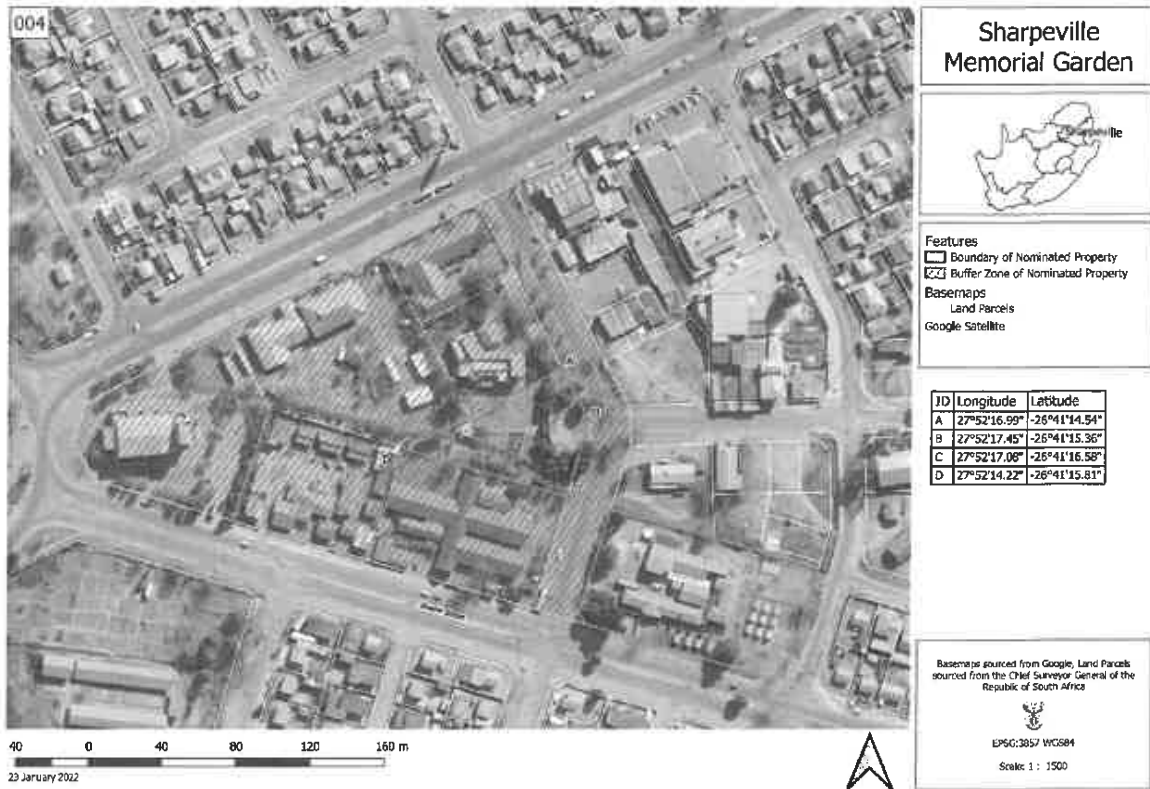 004
Sharpeville
Memorial Garden
Sharpeville
Features
Boundary of Nominated Property
Buffer Zone of Nominated Property
Basemaps
Land Parcels
Google Satellite
ID Longitude Latitude
A 27°52'16.99" -26°41'14.54"
B 27°52'17.45" -26°41'15.36"
C 27°52'17.08" -26°41'16.58"
D 27°52'14.22" -26°41'15.81"
Basemaps sourced from Google, Land Parcels
sourced from the Chief Surveyor General of the
Republic of South Africa
EPSG:3857 WGS84
Scale: 1 : 1500
40 0 40 80 120 160 m
23 January 2022